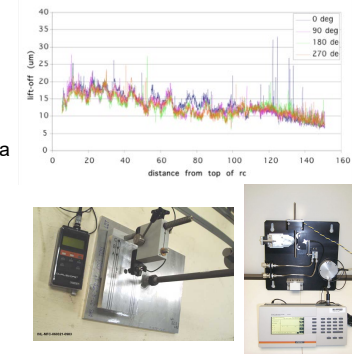 40
35
30
25
20
15
10
5
0
lift-off (um)
0 deg
90 deg
180 de
270 de
0 20 40 60 80 100 120 140 160
distance from top of rc
a